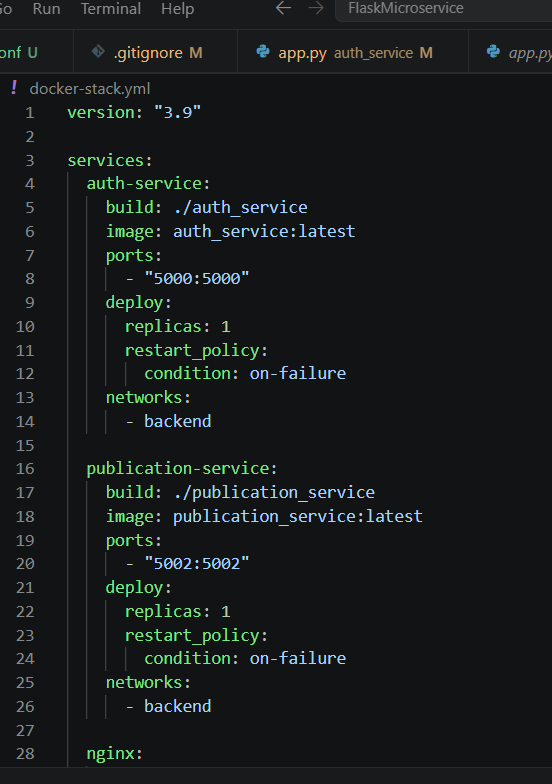 Run Terminal Help ← → FlaskMicroservice
onf U .gitignore M app.py auth_service M app.py
! docker-stack.yml
1 version: "3.9"
2
3 services:
4 auth-service:
5 build: ./auth_service
6 image: auth_service:latest
7 ports:
8 - "5000:5000"
9 deploy:
10 replicas: 1
11 restart_policy:
12 condition: on-failure
13 networks:
14 - backend
15
16 publication-service:
17 build: ./publication_service
18 image: publication_service:latest
19 ports:
20 - "5002:5002"
21 deploy:
22 replicas: 1
23 restart_policy:
24 condition: on-failure
25 networks:
26 - backend
27
28 nginx: